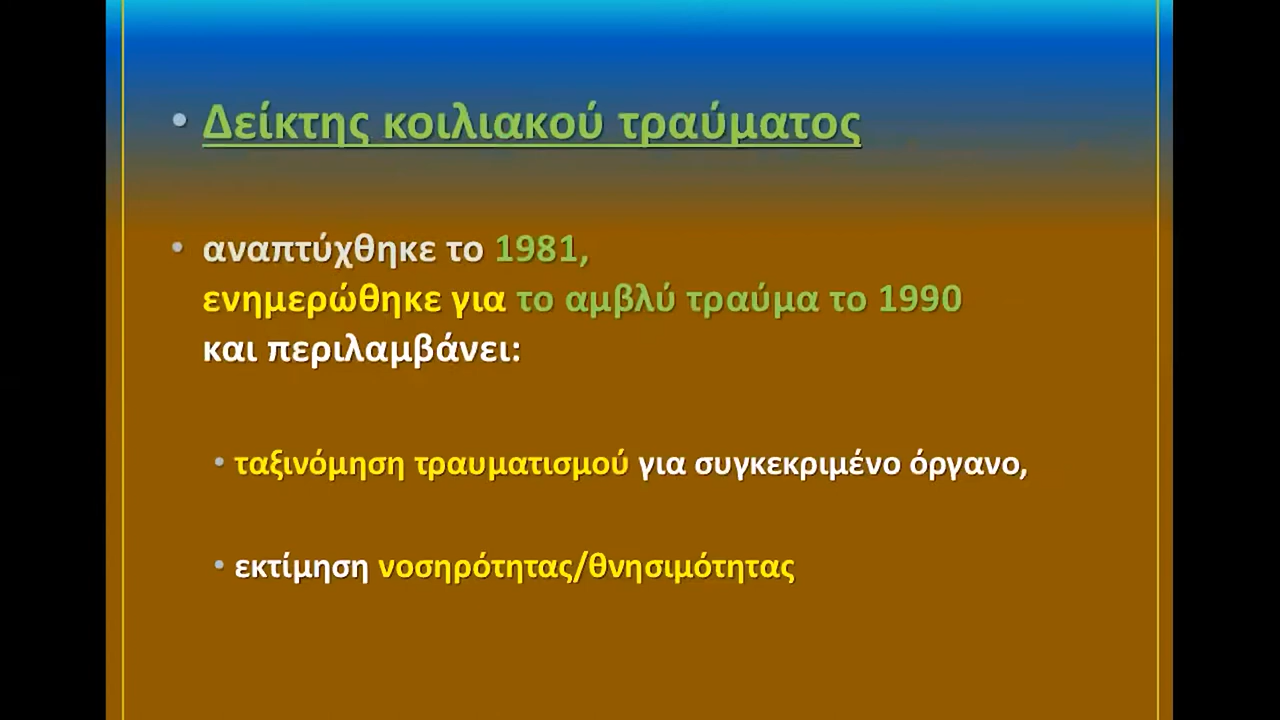 • Δείκτης κοιλιακού τραύματος
• αναπτύχθηκε το 1981,
ενημερώθηκε για το αμβλύ τραύμα το 1990
και περιλαμβάνει:
• ταξινόμηση τραυματισμού για συγκεκριμένο όργανο,
• εκτίμηση νοσηρότητας/θνησιμότητας